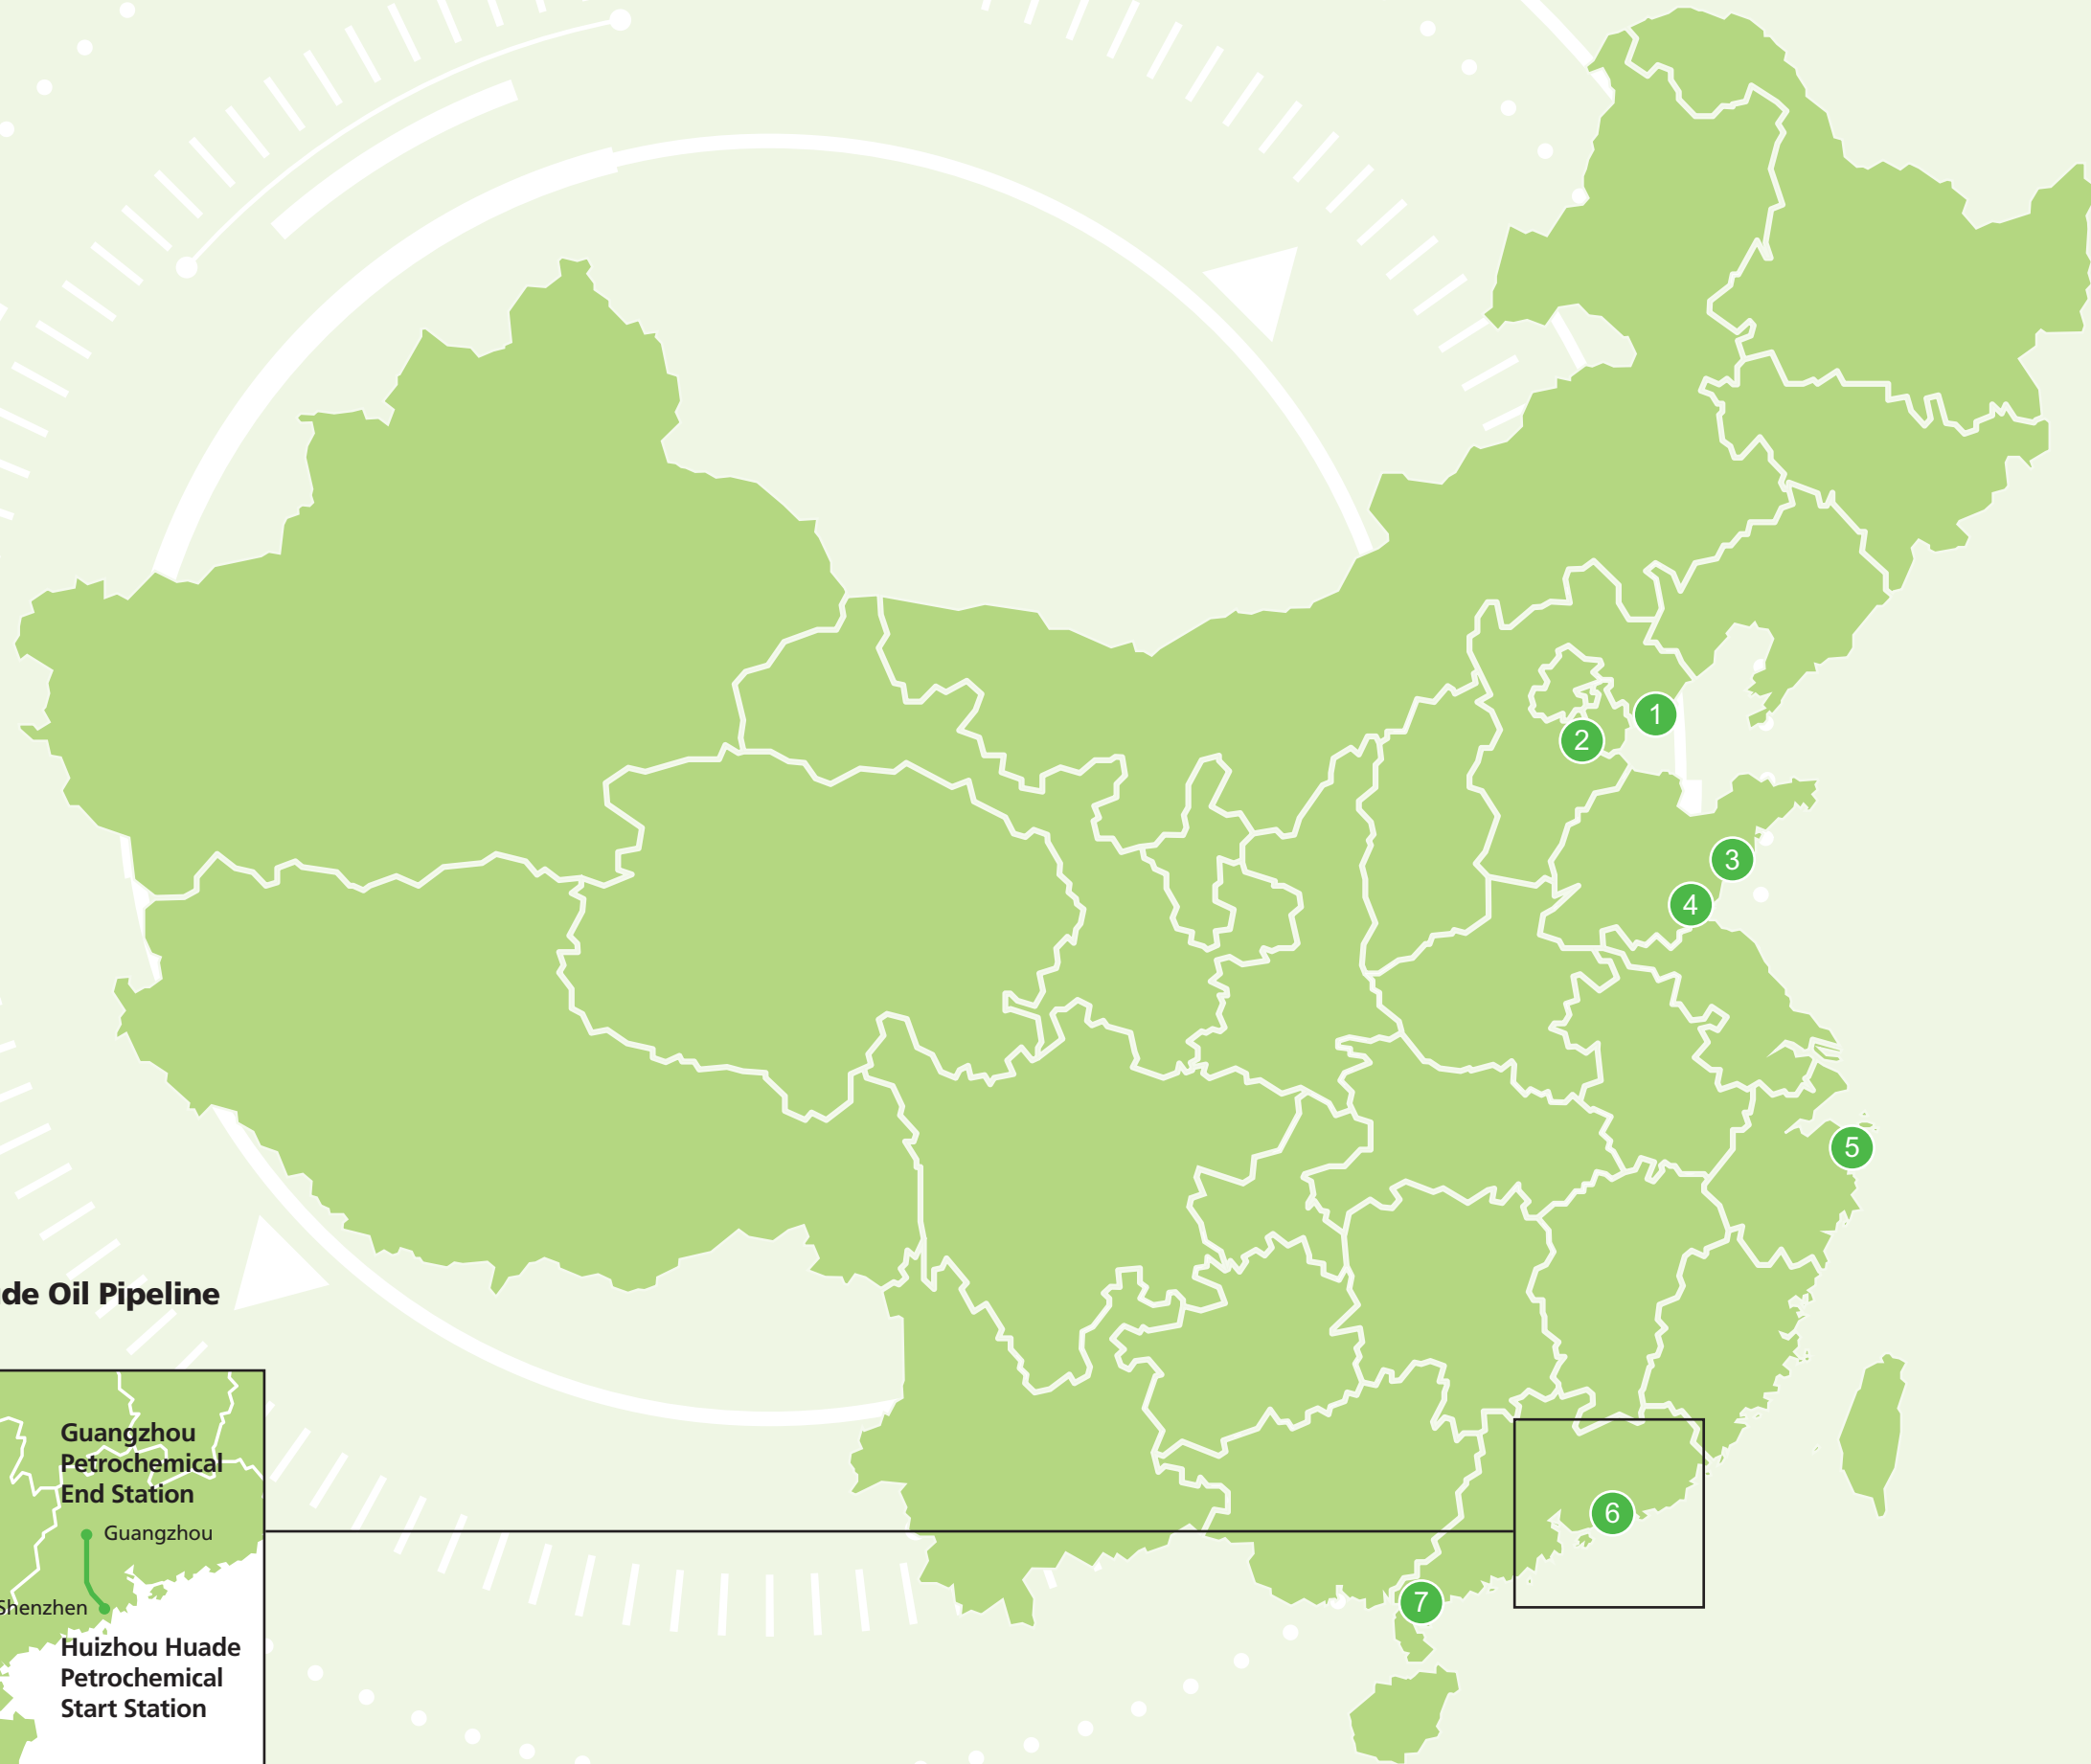 1
2
3
4
5
de Oil Pipeline
Guangzhou
Petrochemical
End Station
Guangzhou
Shenzhen
Huizhou Huade
Petrochemical
Start Station
6
7